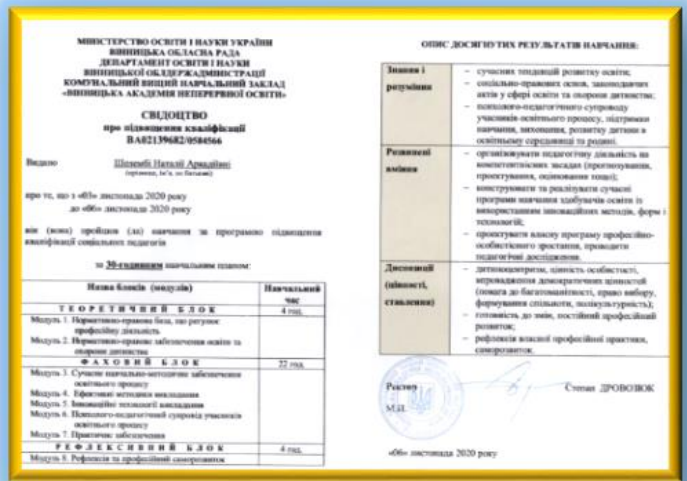 МІНІСТЕРСТВО ОСВІТИ І НАУКИ УКРАЇНИ
ВІННИЦЬКА ОБЛАСНА РАДА
ДЕПАРТАМЕНТ ОСВІТИ І НАУКИ
ВІННИЦЬКОЇ ОБЛДЕРЖАДМІНІСТРАЦІЇ
КОМУНАЛЬНИЙ ВИЩИЙ НАВЧАЛЬНИЙ ЗАКЛАД
«ВІННИЦЬКА АКАДЕМІЯ НЕПЕРЕРВНОЇ ОСВІТИ»
СВІДОЦТВО
про підвищення кваліфікації
ВА02139682/0504566
Видано Шелембі Наталії Аркадіївні
(прізвище, ім'я, по батькові)
про те, що з «03» листопада 2020 року
до «06» листопада 2020 року
він (вона) пройшов (ла) навчання за програмою підвищення
кваліфікації соціальних педагогів
за 30-годинним навчальним планом:
Назва блоків (модулів) Навчальний
час
ТЕОРЕТИЧНИЙ БЛОК 4 год.
Модуль 1. Нормативно-правова база, що регулює
професійну діяльність
Модуль 2. Нормативно-правове забезпечення освіти та
охорони дитинства
ФАХОВИЙ БЛОК 22 год.
Модуль 3. Сучасне навчально-методичне забезпечення
освітнього процесу
Модуль 4. Ефективні методики викладання
Модуль 5. Інноваційні технології викладання
Модуль 6. Психолого-педагогічний супровід учасників
освітнього процесу
Модуль 7. Практичне забезпечення
РЕФЛЕКСИВНИЙ БЛОК 4 год.
Модуль 8. Рефлексія та професійний саморозвиток
ОПИС ДОСЯГНУТИХ РЕЗУЛЬТАТІВ НАВЧАННЯ:
Знання і
розуміння
– сучасних тенденцій розвитку освіти;
– соціально-правових основ, законодавчих
актів у сфері освіти та охорони дитинства;
– психолого-педагогічного супроводу
учасників освітнього процесу, підтримки
навчання, виховання, розвитку дитини в
освітньому середовищі та родині.
Розвинені
вміння
– організовувати педагогічну діяльність на
компетентнісних засадах (прогнозування,
проектування, оцінювання тощо);
– конструювати та реалізувати сучасні
програми навчання здобувачів освіти із
використанням інноваційних методів, форм і
технологій;
– проектувати власну програму професійно-
особистісного зростання, проводити
педагогічні дослідження.
Диспозиції
(цінності,
ставлення)
– дитиноцентризм, цінність особистості,
впровадження демократичних цінностей
(повага до багатоманітності, право вибору,
формування спільноти, полікультурність);
– готовність до змін, постійний професійний
розвиток;
– рефлексія власної професійної практики,
саморозвиток.
Ректор Степан ДРОВОЗЮК
М.П.
«06» листопада 2020 року